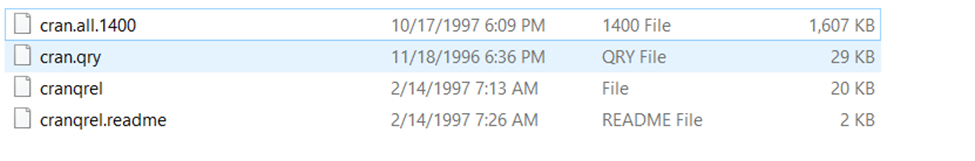 cran.all.1400 10/17/1997 6:09 PM 1400 File 1,607 KB
cran.qry 11/18/1996 6:36 PM QRY File 29 KB
cranqrel 2/14/1997 7:13 AM File 20 KB
cranqrel.readme 2/14/1997 7:26 AM README File 2 KB